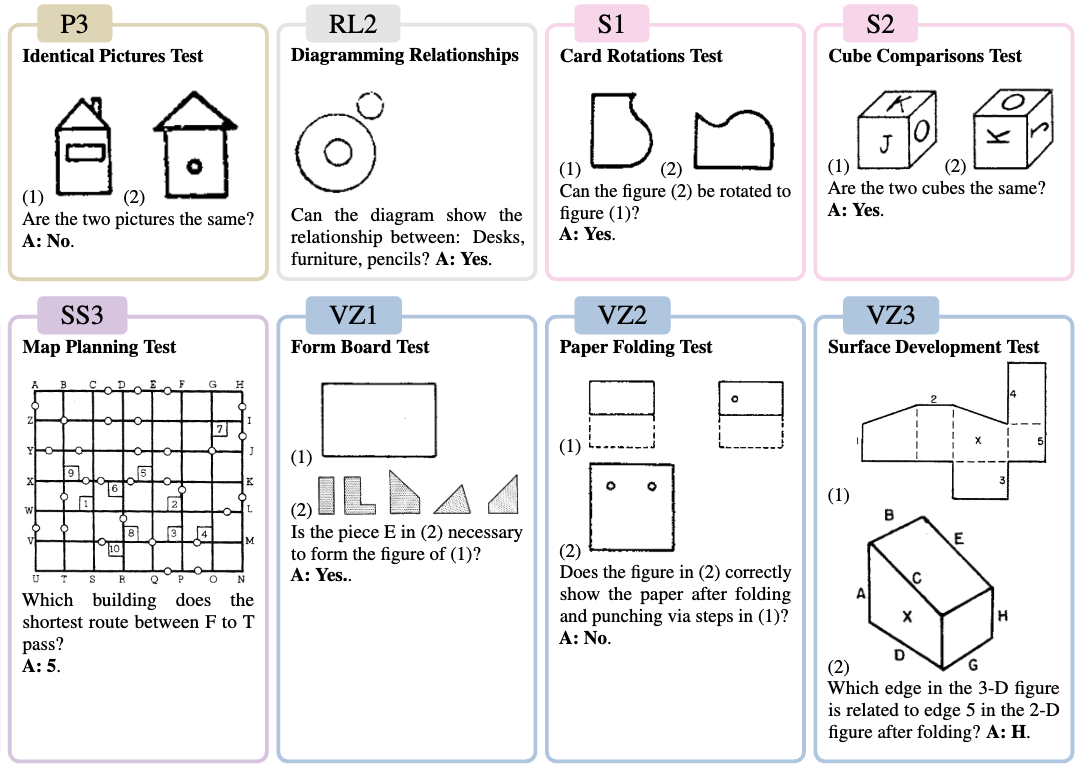 P3
Identical Pictures Test
(1)
(2)
Are the two pictures the same?
A: No.
RL2
Diagramming Relationships
Can the diagram show the
relationship between: Desks,
furniture, pencils? A: Yes.
S1
Card Rotations Test
(1)
(2)
Can the figure (2) be rotated to
figure (1)?
A: Yes.
S2
Cube Comparisons Test
K
J
O
(1)
O
K
J
(2)
Are the two cubes the same?
A: Yes.
SS3
Map Planning Test
A B C D E F G H
Z I
7
Y J
9 5
X K
6
1 2
W L
8 3 4
V M
10
U T S R Q P O N
Which building does the
shortest route between F to T
pass?
A: 5.
VZ1
Form Board Test
(1)
(2)
Is the piece E in (2) necessary
to form the figure of (1)?
A: Yes..
VZ2
Paper Folding Test
(1)
(2)
Does the figure in (2) correctly
show the paper after folding
and punching via steps in (1)?
A: No.
VZ3
Surface Development Test
4
2
1 X 5
3
(1)
B
E
C
A
X H
D
G
(2)
Which edge in the 3-D figure
is related to edge 5 in the 2-D
figure after folding? A: H.